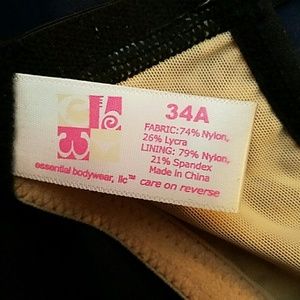 34A
FABRIC: 74% Nylon,
26% Lycra
LINING: 79% Nylon,
21% Spandex
Made in China
essential bodywear, llc™ care on reverse